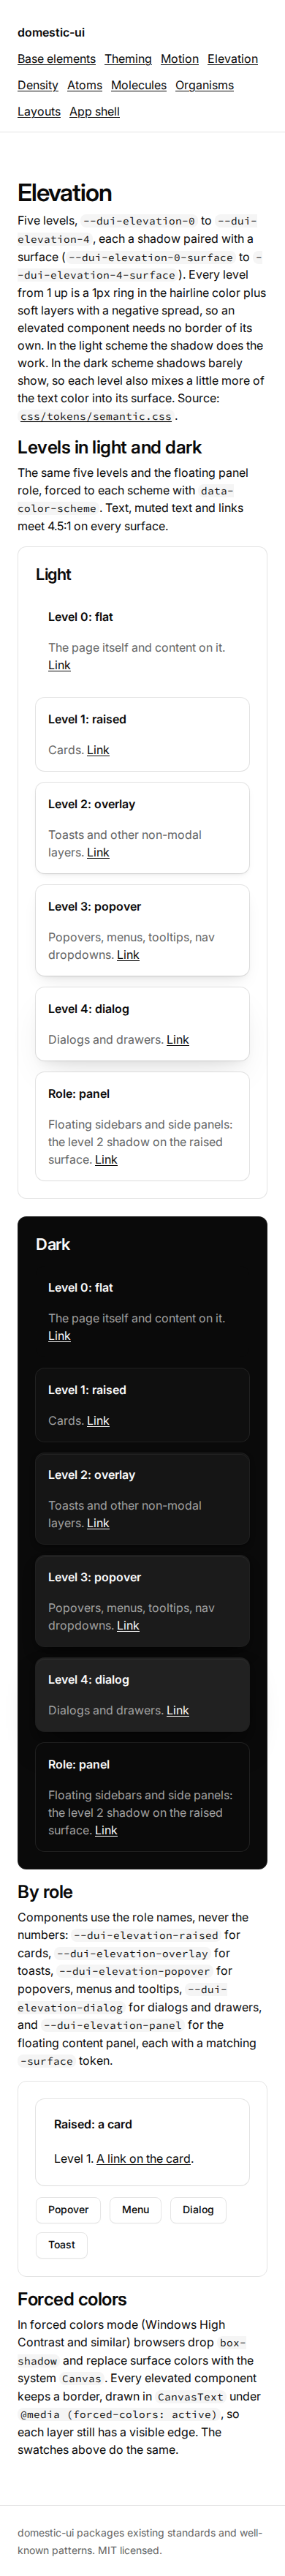 domestic-ui
Base elements Theming Motion Elevation
Density Atoms Molecules Organisms
Layouts App shell
Elevation
Five levels, --dui-elevation-0 to --dui-
elevation-4, each a shadow paired with a
surface (--dui-elevation-0-surface to -
-dui-elevation-4-surface). Every level
from 1 up is a 1px ring in the hairline color plus
soft layers with a negative spread, so an
elevated component needs no border of its
own. In the light scheme the shadow does the
work. In the dark scheme shadows barely
show, so each level also mixes a little more of
the text color into its surface. Source:
css/tokens/semantic.css.
Levels in light and dark
The same five levels and the floating panel
role, forced to each scheme with data-
color-scheme. Text, muted text and links
meet 4.5:1 on every surface.
Light
Level 0: flat
The page itself and content on it.
Link
Level 1: raised
Cards. Link
Level 2: overlay
Toasts and other non-modal
layers. Link
Level 3: popover
Popovers, menus, tooltips, nav
dropdowns. Link
Level 4: dialog
Dialogs and drawers. Link
Role: panel
Floating sidebars and side panels:
the level 2 shadow on the raised
surface. Link
Dark
Level 0: flat
The page itself and content on it.
Link
Level 1: raised
Cards. Link
Level 2: overlay
Toasts and other non-modal
layers. Link
Level 3: popover
Popovers, menus, tooltips, nav
dropdowns. Link
Level 4: dialog
Dialogs and drawers. Link
Role: panel
Floating sidebars and side panels:
the level 2 shadow on the raised
surface. Link
By role
Components use the role names, never the
numbers: --dui-elevation-raised for
cards, --dui-elevation-overlay for
toasts, --dui-elevation-popover for
popovers, menus and tooltips, --dui-
elevation-dialog for dialogs and drawers,
and --dui-elevation-panel for the
floating content panel, each with a matching
-surface token.
Raised: a card
Level 1. A link on the card.
Popover Menu Dialog
Toast
Forced colors
In forced colors mode (Windows High
Contrast and similar) browsers drop box-
shadow and replace surface colors with the
system Canvas. Every elevated component
keeps a border, drawn in CanvasText under
@media (forced-colors: active), so
each layer still has a visible edge. The
swatches above do the same.
domestic-ui packages existing standards and well-
known patterns. MIT licensed.